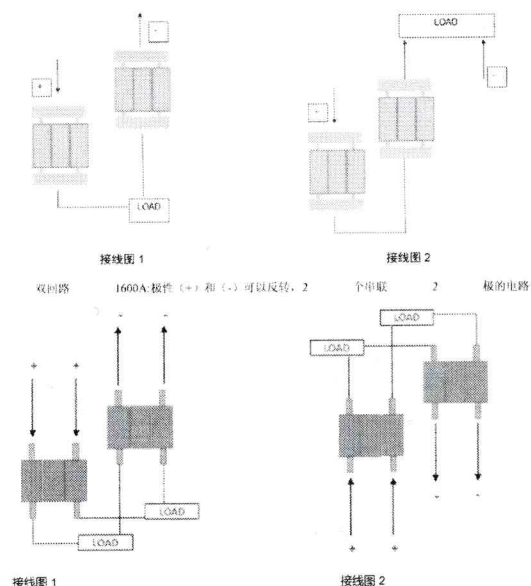 -
LOAD
+
-
-
LOAD
接线图 1
接线图 2
双回路 1600A:极性（+）和（-）可以反转，2 个串联 2 极的电路
- -
LOAD
LOAD
+ +
LOAD
LOAD
- -
+ +
接线图 1
接线图 2